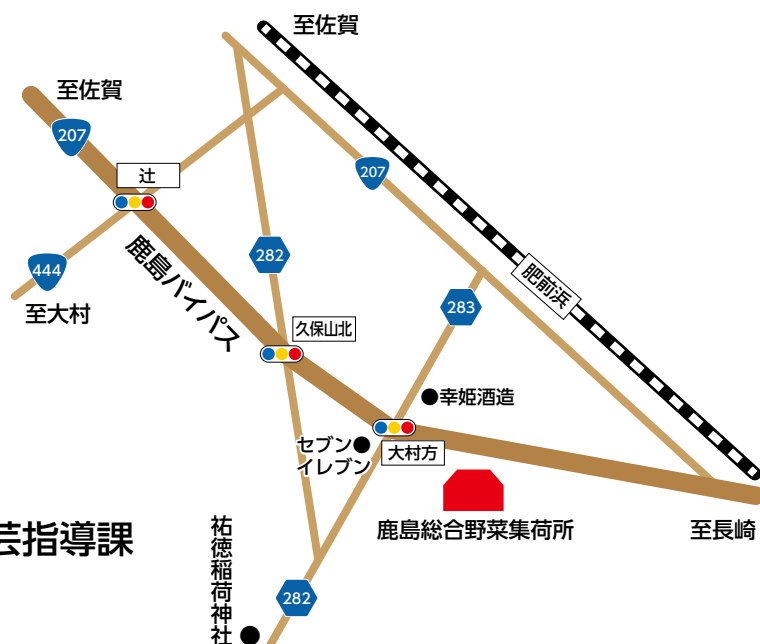 至佐賀
至佐賀
207
辻
207
282
444
鹿島バイパス
肥前浜
至大村
283
久保山北
幸姫酒造
セブン
イレブン
大村方
鹿島総合野菜集荷所
至長崎
芸指導課
祐徳稲荷神社
282